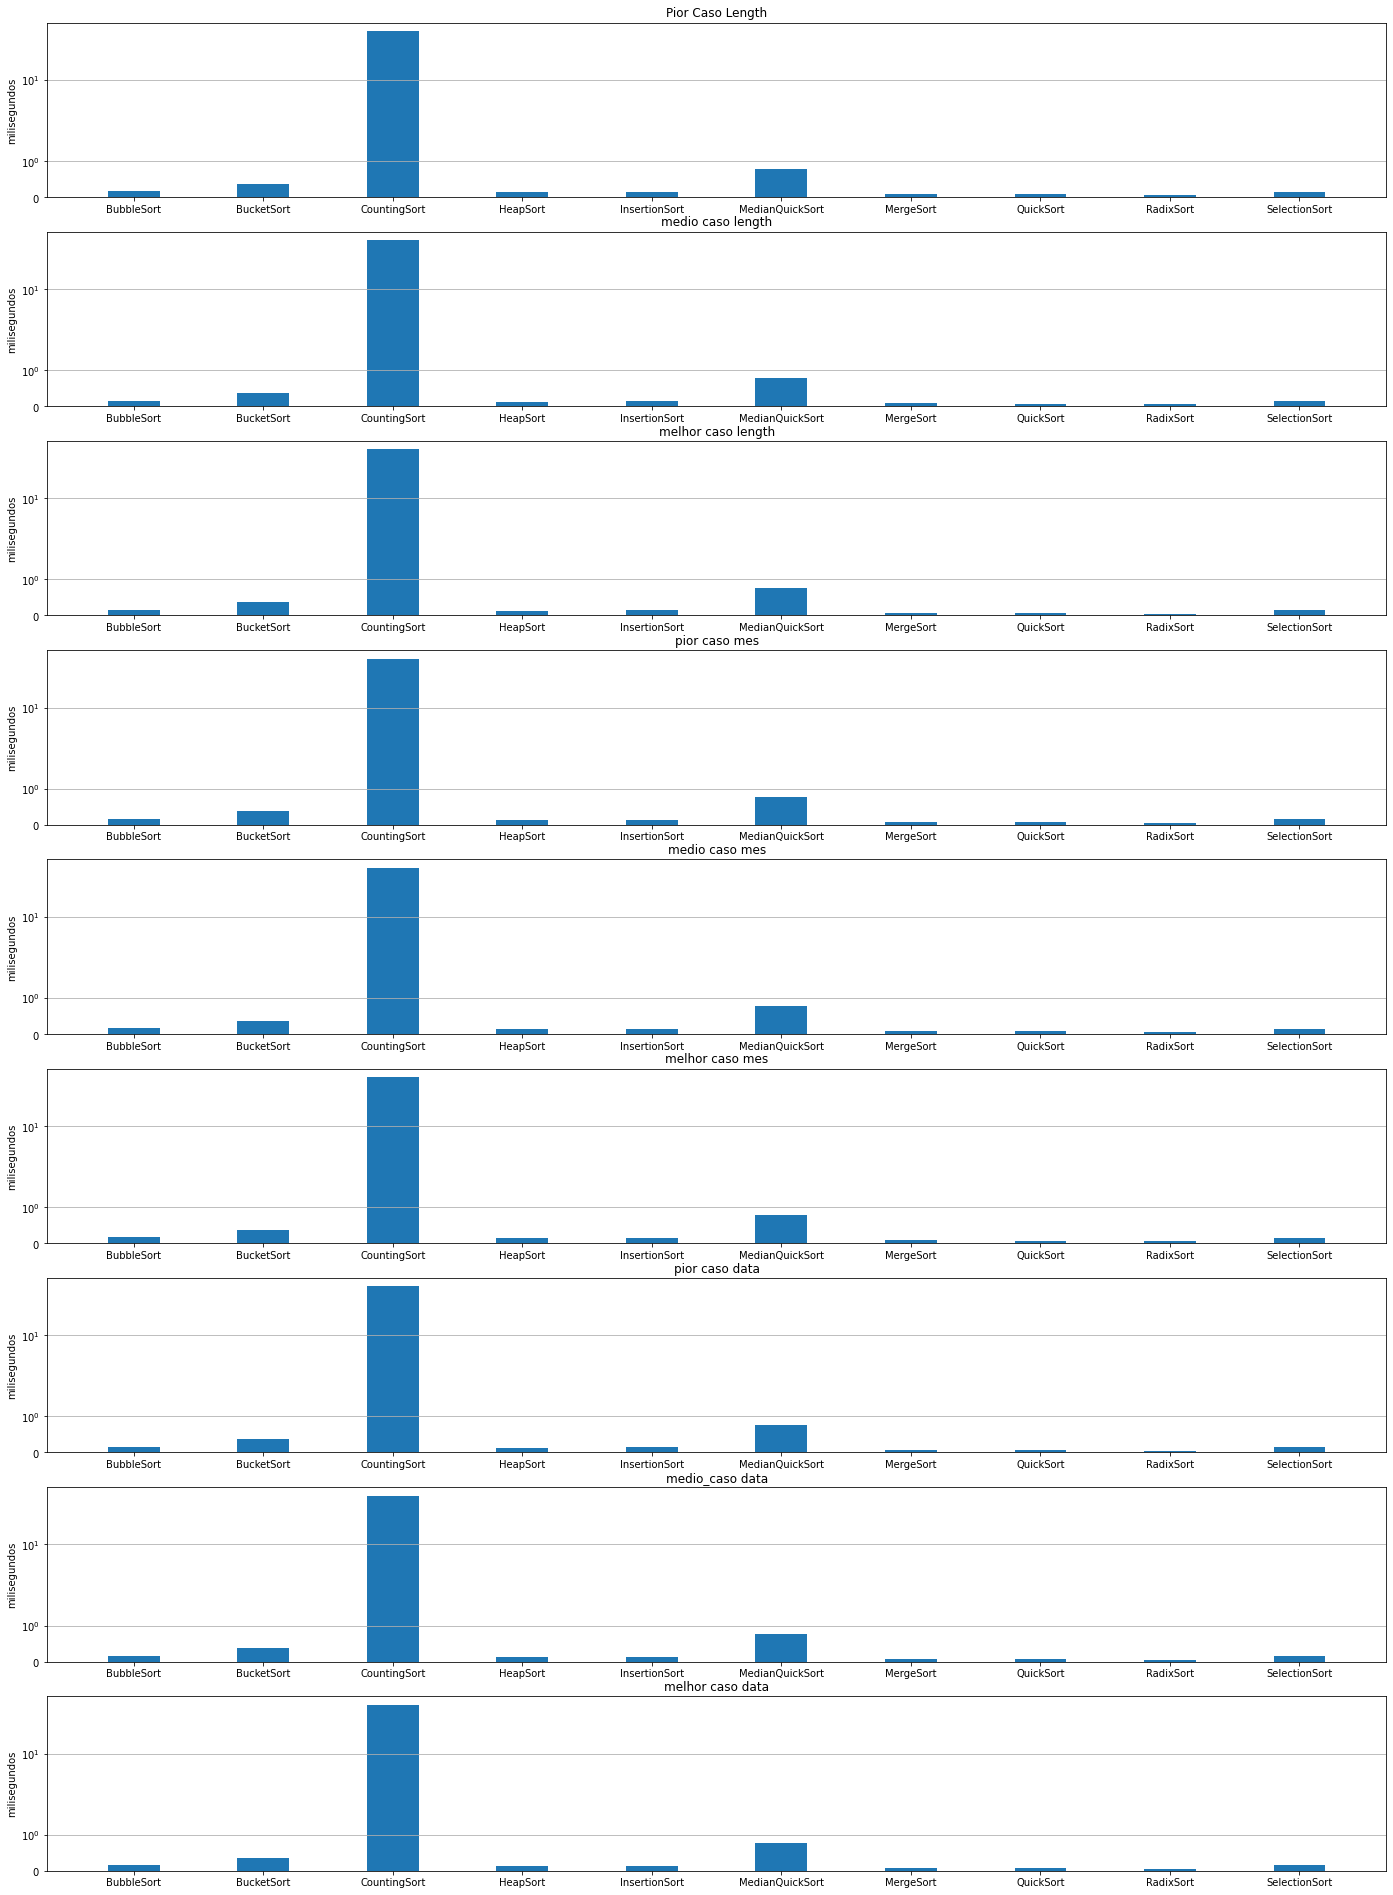 Pior Caso Length
milisegundos
10¹
10⁰
0
BubbleSort BucketSort CountingSort HeapSort InsertionSort MedianQuickSort MergeSort QuickSort RadixSort SelectionSort
medio caso length
milisegundos
10¹
10⁰
0
BubbleSort BucketSort CountingSort HeapSort InsertionSort MedianQuickSort MergeSort QuickSort RadixSort SelectionSort
melhor caso length
milisegundos
10¹
10⁰
0
BubbleSort BucketSort CountingSort HeapSort InsertionSort MedianQuickSort MergeSort QuickSort RadixSort SelectionSort
pior caso mes
milisegundos
10¹
10⁰
0
BubbleSort BucketSort CountingSort HeapSort InsertionSort MedianQuickSort MergeSort QuickSort RadixSort SelectionSort
medio caso mes
milisegundos
10¹
10⁰
0
BubbleSort BucketSort CountingSort HeapSort InsertionSort MedianQuickSort MergeSort QuickSort RadixSort SelectionSort
melhor caso mes
milisegundos
10¹
10⁰
0
BubbleSort BucketSort CountingSort HeapSort InsertionSort MedianQuickSort MergeSort QuickSort RadixSort SelectionSort
pior caso data
milisegundos
10¹
10⁰
0
BubbleSort BucketSort CountingSort HeapSort InsertionSort MedianQuickSort MergeSort QuickSort RadixSort SelectionSort
medio_caso data
milisegundos
10¹
10⁰
0
BubbleSort BucketSort CountingSort HeapSort InsertionSort MedianQuickSort MergeSort QuickSort RadixSort SelectionSort
melhor caso data
milisegundos
10¹
10⁰
0
BubbleSort BucketSort CountingSort HeapSort InsertionSort MedianQuickSort MergeSort QuickSort RadixSort SelectionSort